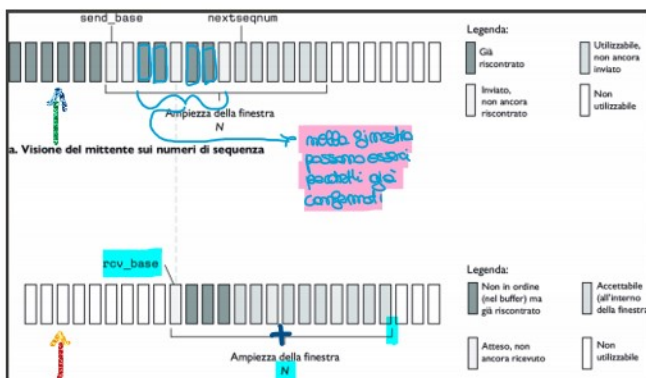 send_base
nextseqnum
Legenda:
Già
riscontrato
Utilizzabile,
non ancora
inviato
Inviato,
non ancora
riscontrato
Non
utilizzabile
Ampiezza della finestra
N
a. Visione del mittente sui numeri di sequenza
nella finestra
possono esserci
pacchetti già
confermati
rcv_base
Legenda:
Non in ordine
(nel buffer) ma
già riscontrato
Accettabile
(all'interno
della finestra
Atteso, non
ancora ricevuto
Non
utilizzabile
Ampiezza della finestra
N